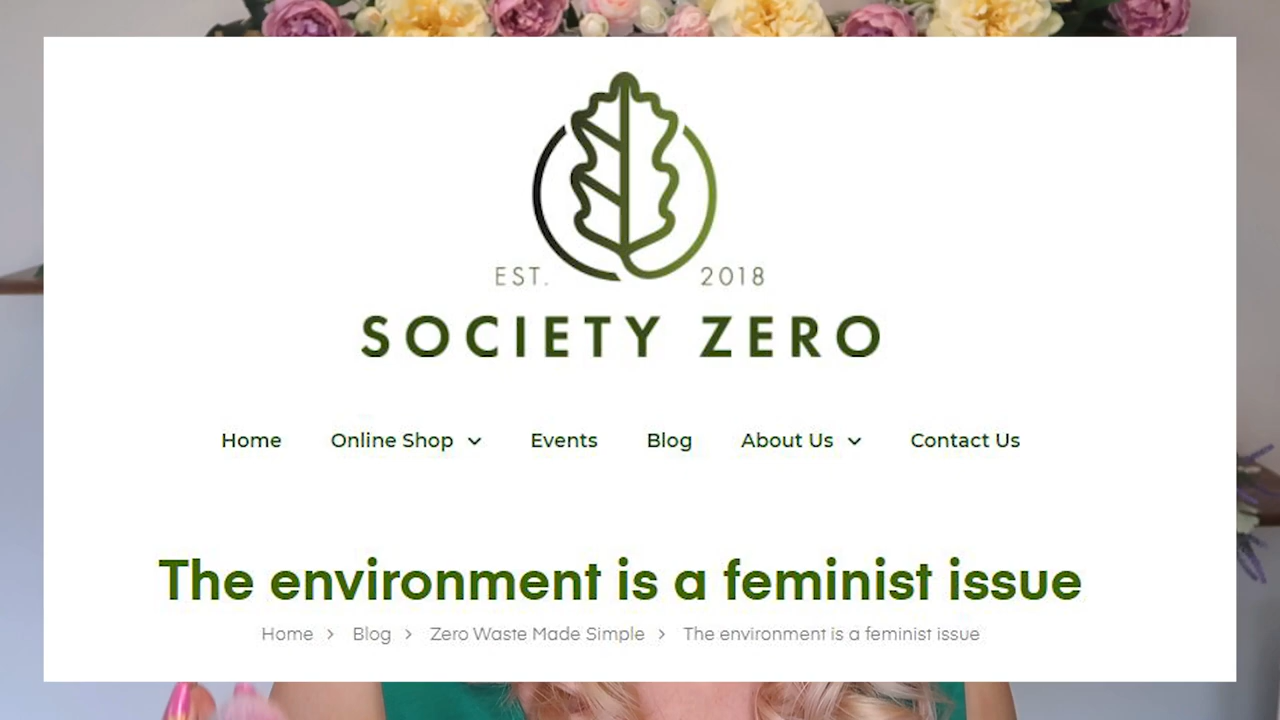 EST. 2018
SOCIETY ZERO
Home Online Shop Events Blog About Us Contact Us
The environment is a feminist issue
Home > Blog > Zero Waste Made Simple > The environment is a feminist issue